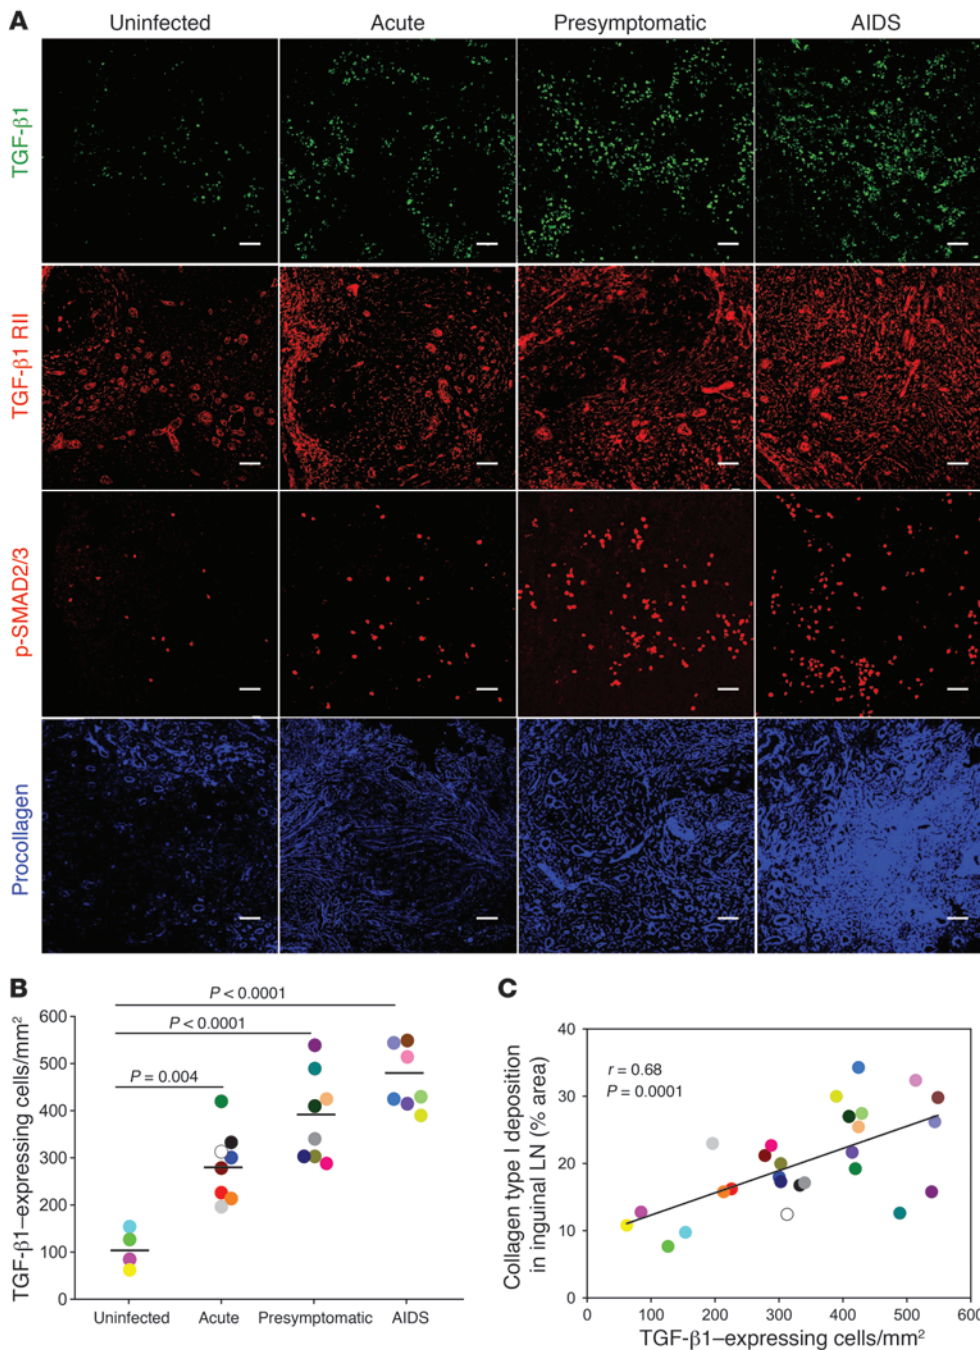 A
Uninfected Acute Presymptomatic AIDS
TGF-β1
TGF-β1 RII
p-SMAD2/3
Procollagen
B
P < 0.0001
P < 0.0001
P = 0.004
TGF-β1–expressing cells/mm²
600
500
400
300
200
100
0
Uninfected Acute Presymptomatic AIDS
C
r = 0.68
P = 0.0001
Collagen type I deposition
in inguinal LN (% area)
40
30
20
10
0
0 100 200 300 400 500 600
TGF-β1–expressing cells/mm²